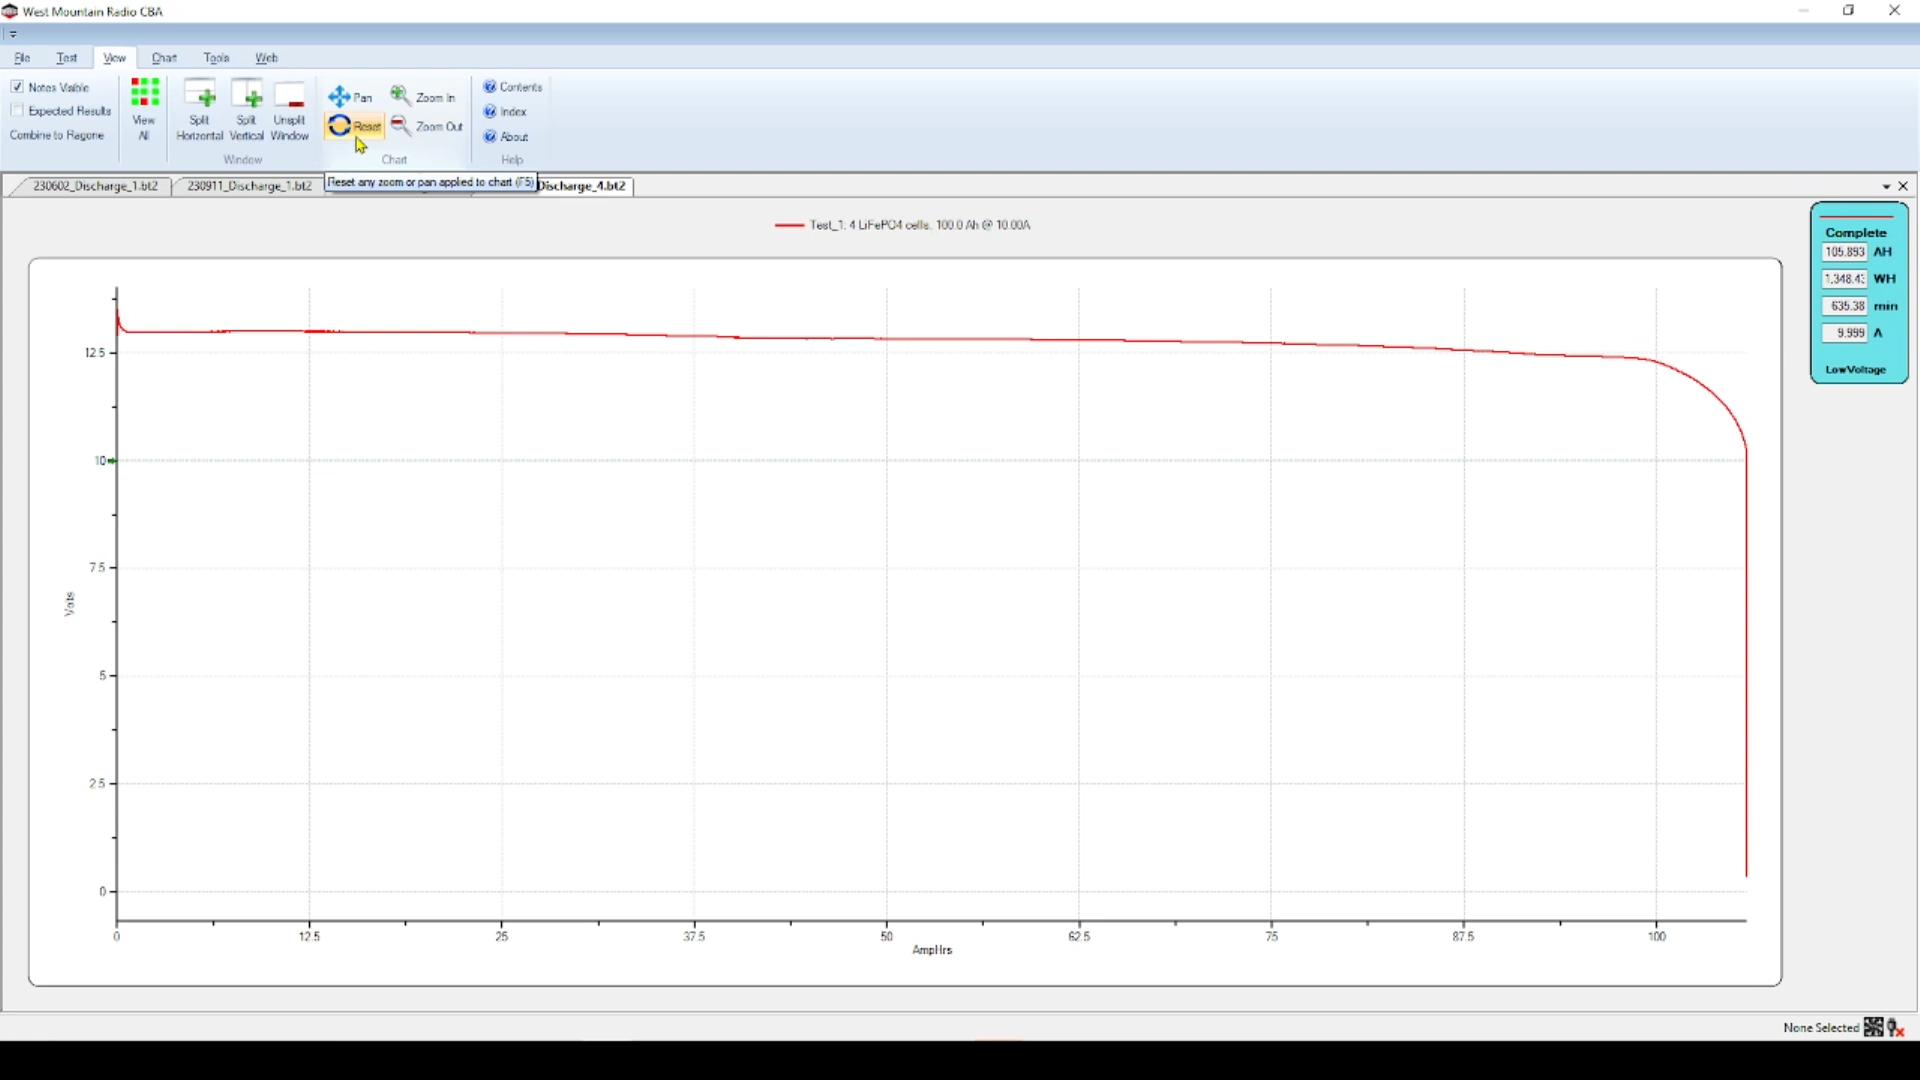 West Mountain Radio CBA
File Test View Chart Tools Web
Notes Visible
Expected Results
Combine to Ragone
View
All
Split
Horizontal
Split
Vertical
Unsplit
Window
Window
Pan
Reset
Zoom In
Zoom Out
Chart
Contents
Index
About
Help
230602_Discharge_1.bt2 230911_Discharge_1.bt2 Discharge_4.bt2
Reset any zoom or pan applied to chart (F5)
Test_1: 4 LiFePO4 cells, 100.0 Ah @ 10.00A
Complete
105.893 AH
1,348.43 WH
635.38 min
9.999 A
LowVoltage
12.5
10
7.5
5
2.5
0
Volts
0 12.5 25 37.5 50 62.5 75 87.5 100
AmpHrs
None Selected